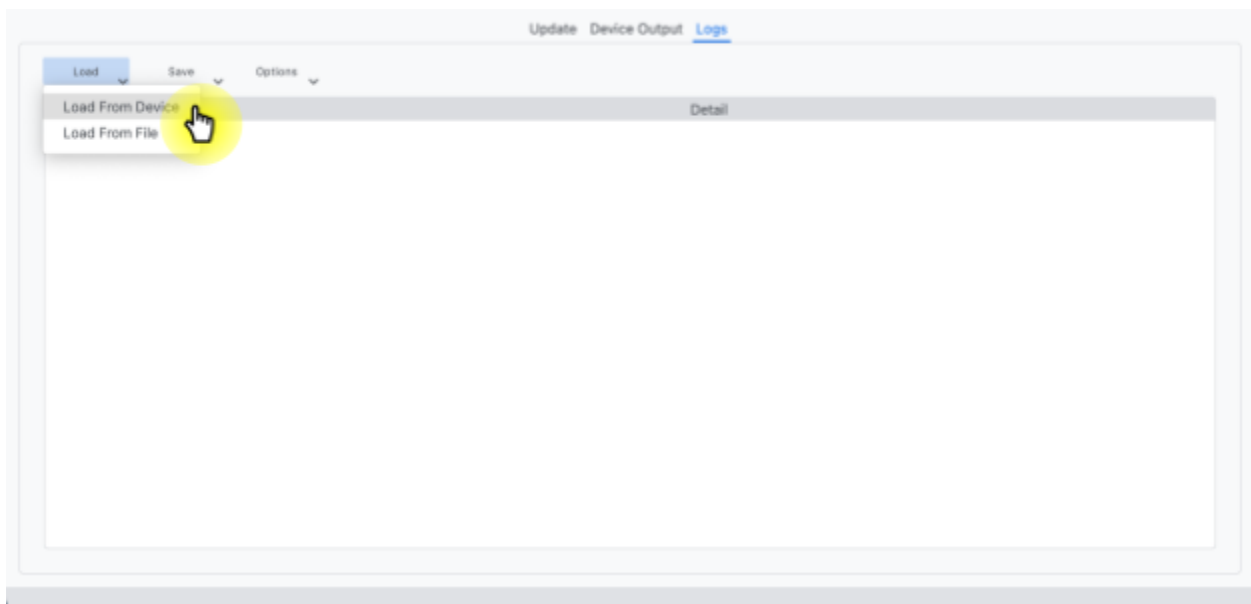 Update Device Output Logs
Load Save Options
Load From Device
Detail
Load From File